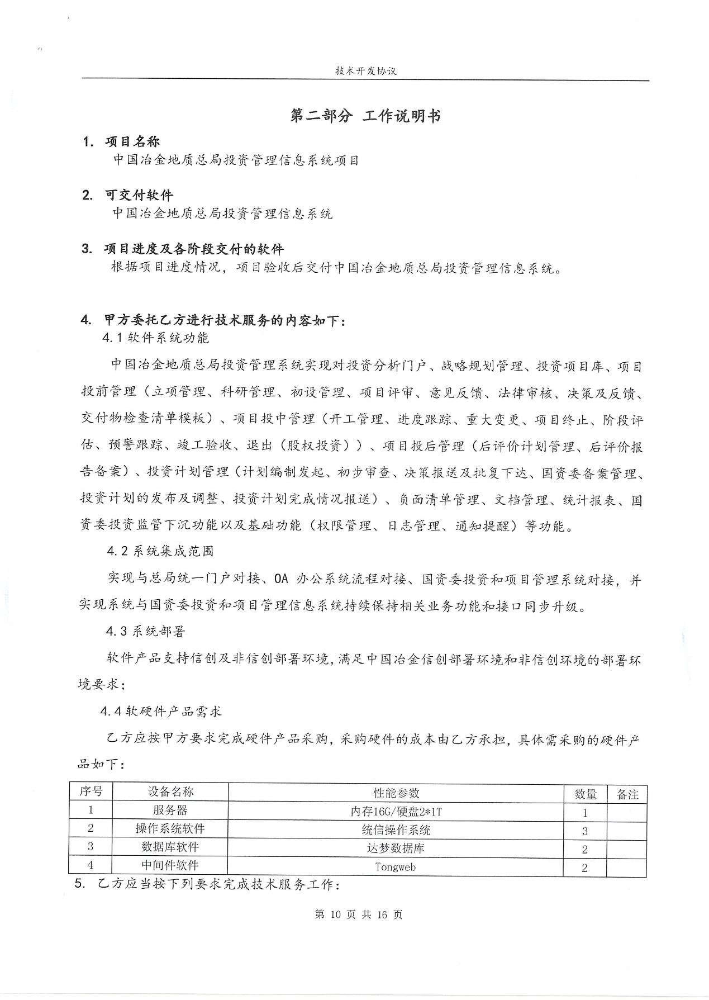 技术开发协议
第二部分 工作说明书
1. 项目名称
中国冶金地质总局投资管理信息系统项目
2. 可交付软件
中国冶金地质总局投资管理信息系统
3. 项目进度及各阶段交付的软件
根据项目进度情况，项目验收后交付中国冶金地质总局投资管理信息系统。
4. 甲方委托乙方进行技术服务的内容如下：
4.1 软件系统功能
中国冶金地质总局投资管理系统实现对投资分析门户、战略规划管理、投资项目库、项目
投前管理（立项管理、科研管理、初设管理、项目评审、意见反馈、法律审核、决策及反馈、
交付物检查清单模板）、项目投中管理（开工管理、进度跟踪、重大变更、项目终止、阶段评
估、预警跟踪、竣工验收、退出（股权投资））、项目投后管理（后评价计划管理、后评价报
告备案）、投资计划管理（计划编制发起、初步审查、决策报送及批复下达、国资委备案管理、
投资计划的发布及调整、投资计划完成情况报送）、负面清单管理、文档管理、统计报表、国
资委投资监管下沉功能以及基础功能（权限管理、日志管理、通知提醒）等功能。
4.2 系统集成范围
实现与总局统一门户对接、OA 办公系统流程对接、国资委投资和项目管理系统对接，并
实现系统与国资委投资和项目管理信息系统持续保持相关业务功能和接口同步升级。
4.3 系统部署
软件产品支持信创及非信创部署环境，满足中国冶金信创部署环境和非信创环境的部署环
境要求；
4.4 软硬件产品需求
乙方应按甲方要求完成硬件产品采购，采购硬件的成本由乙方承担，具体需采购的硬件产
品如下：
序号 设备名称 性能参数 数量 备注
1 服务器 内存16G/硬盘2*1T 1
2 操作系统软件 统信操作系统 3
3 数据库软件 达梦数据库 2
4 中间件软件 Tongweb 2
5. 乙方应当按下列要求完成技术服务工作：
第 10 页 共 16 页